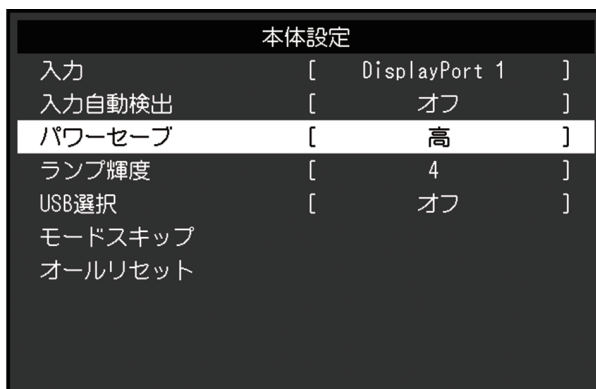 本体設定
入力 [ DisplayPort 1 ]
入力自動検出 [ オフ ]
パワーセーブ [ 高 ]
ランプ輝度 [ 4 ]
USB選択 [ オフ ]
モードスキップ
オールリセット